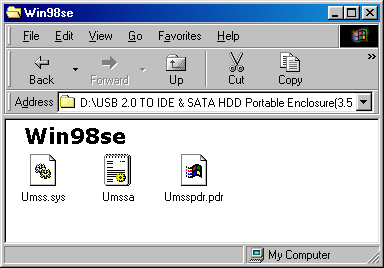 Win98se
File Edit View Go Favorites Help
Back Forward Up Cut Copy »
Address D:\USB 2.0 TO IDE & SATA HDD Portable Enclosure(3.5
Win98se
Umss.sys Umssa Umsspdr.pdr
My Computer